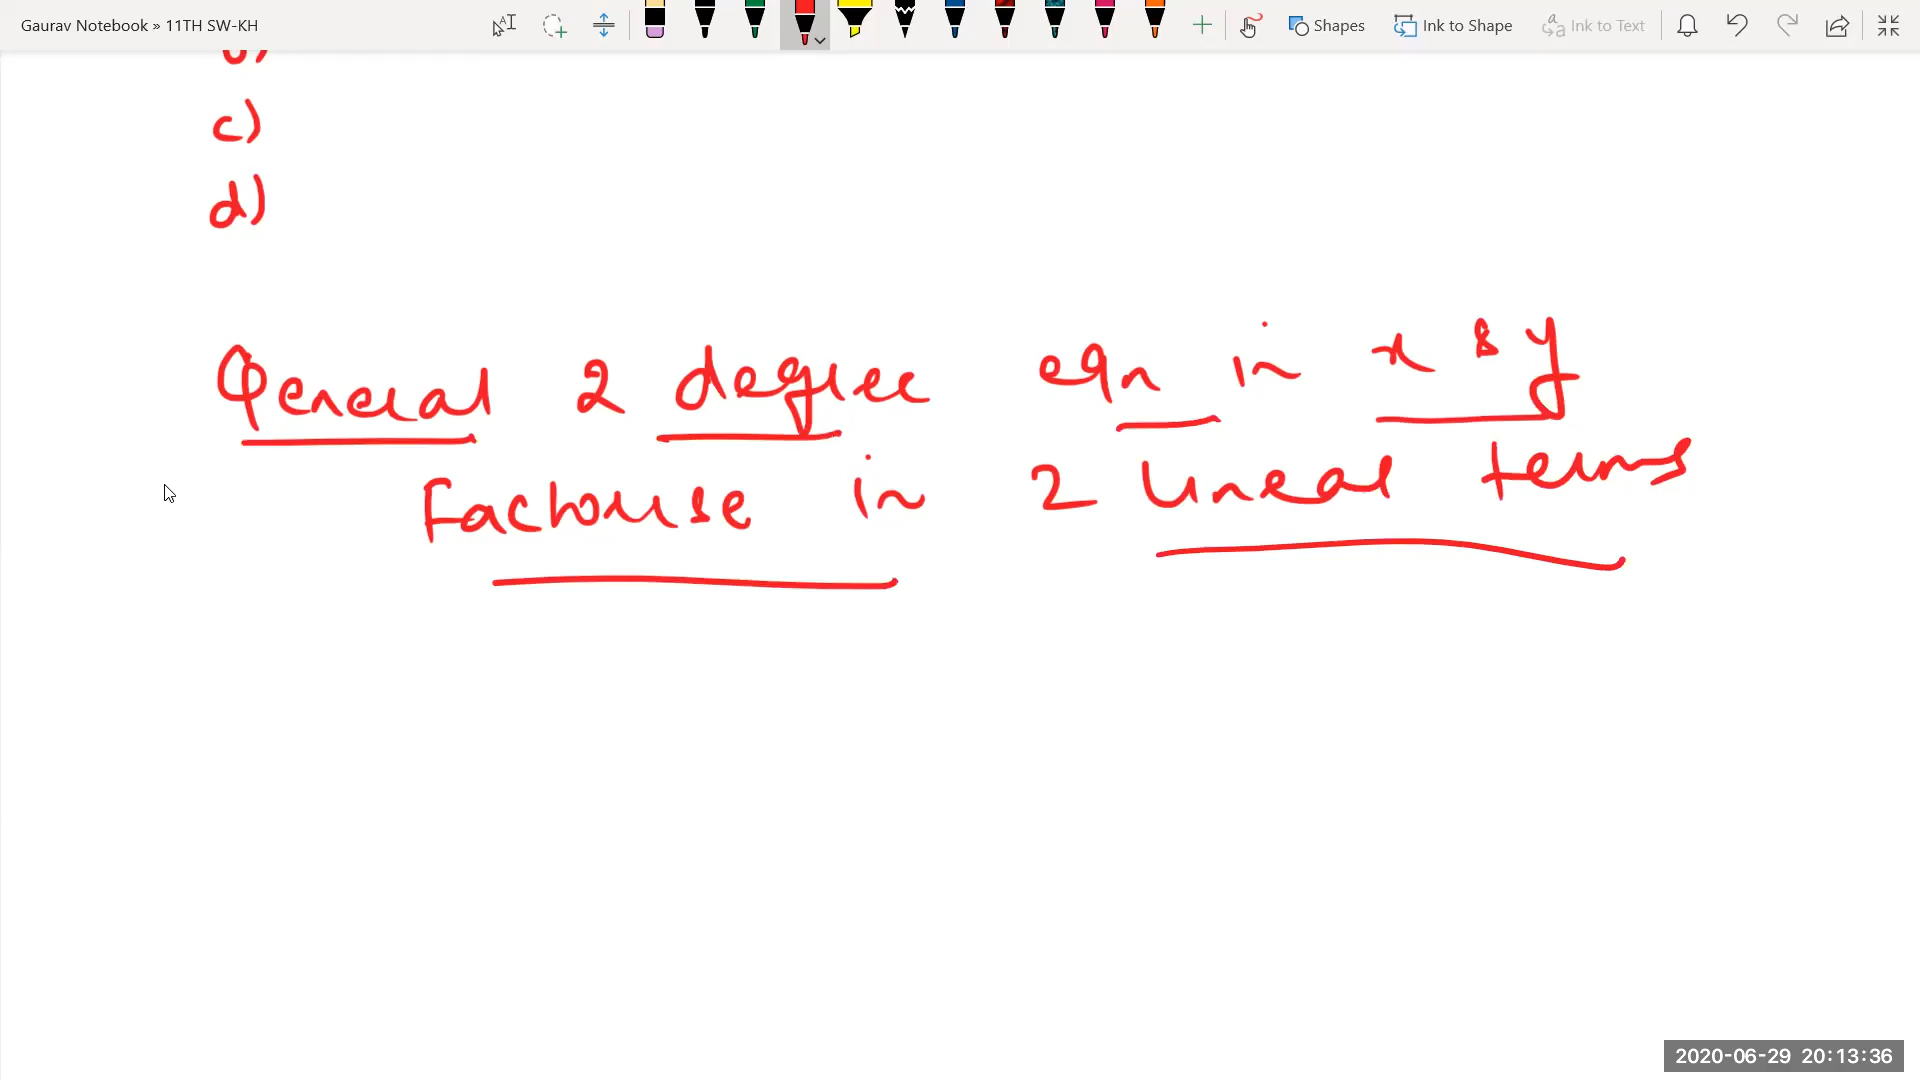 Gaurav Notebook » 11TH SW-KH
Shapes
Ink to Shape
Ink to Text
c)
d)
General 2 degree eqn in x & y
Factorise in 2 linear terms
2020-06-29 20:13:36